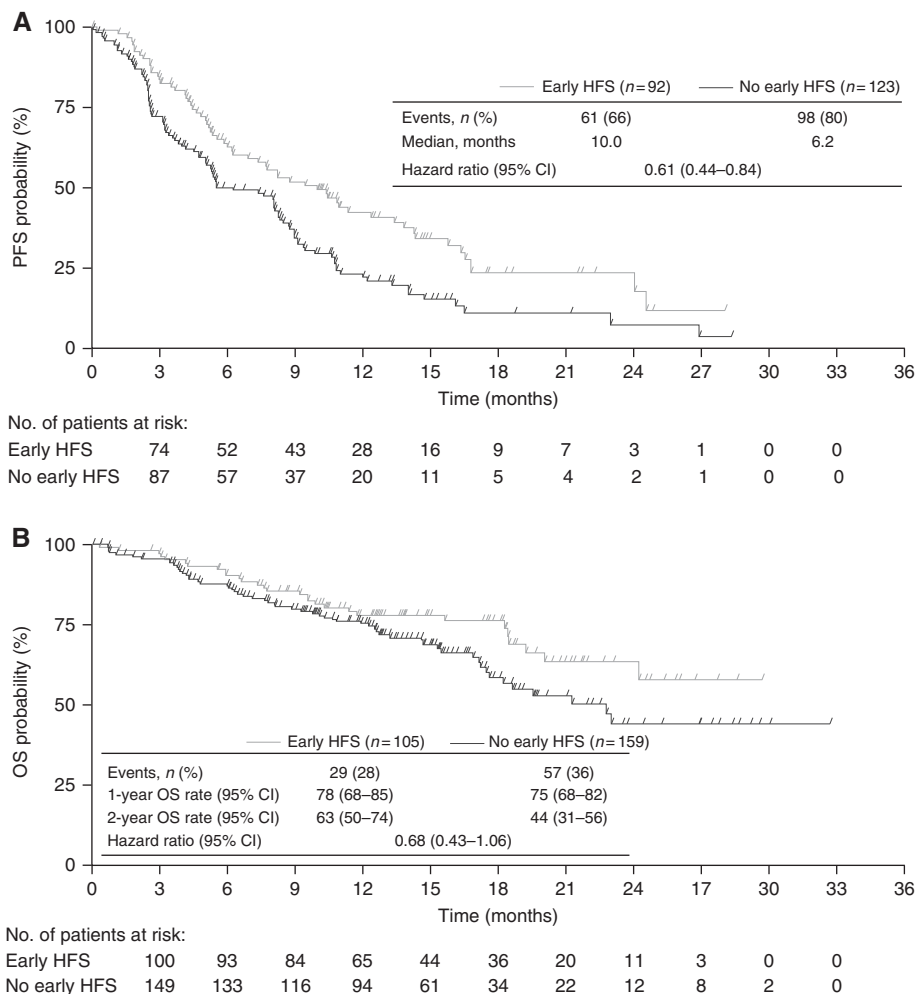 A
100
75
50
25
0
PFS probability (%)
Early HFS (n=92) No early HFS (n=123)
Events, n (%) 61 (66) 98 (80)
Median, months 10.0 6.2
Hazard ratio (95% CI) 0.61 (0.44–0.84)
0 3 6 9 12 15 18 21 24 27 30 33 36
Time (months)
No. of patients at risk:
Early HFS 74 52 43 28 16 9 7 3 1 0 0
No early HFS 87 57 37 20 11 5 4 2 1 0 0
B
100
75
50
25
0
OS probability (%)
Early HFS (n=105) No early HFS (n=159)
Events, n (%) 29 (28) 57 (36)
1-year OS rate (95% CI) 78 (68–85) 75 (68–82)
2-year OS rate (95% CI) 63 (50–74) 44 (31–56)
Hazard ratio (95% CI) 0.68 (0.43–1.06)
0 3 6 9 12 15 18 21 24 17 30 33 36
Time (months)
No. of patients at risk:
Early HFS 100 93 84 65 44 36 20 11 3 0 0
No early HFS 149 133 116 94 61 34 22 12 8 2 0